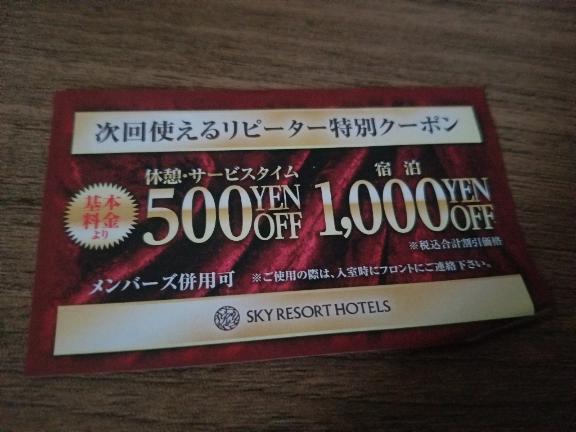 次回使えるリピーター特別クーポン
基本
料金
より
休憩・サービスタイム
500 YEN OFF
宿泊
1,000 YEN OFF
※税込合計割引価格
メンバーズ併用可
※ご使用の際は、入室時にフロントにご連絡下さい。
SKY RESORT HOTELS